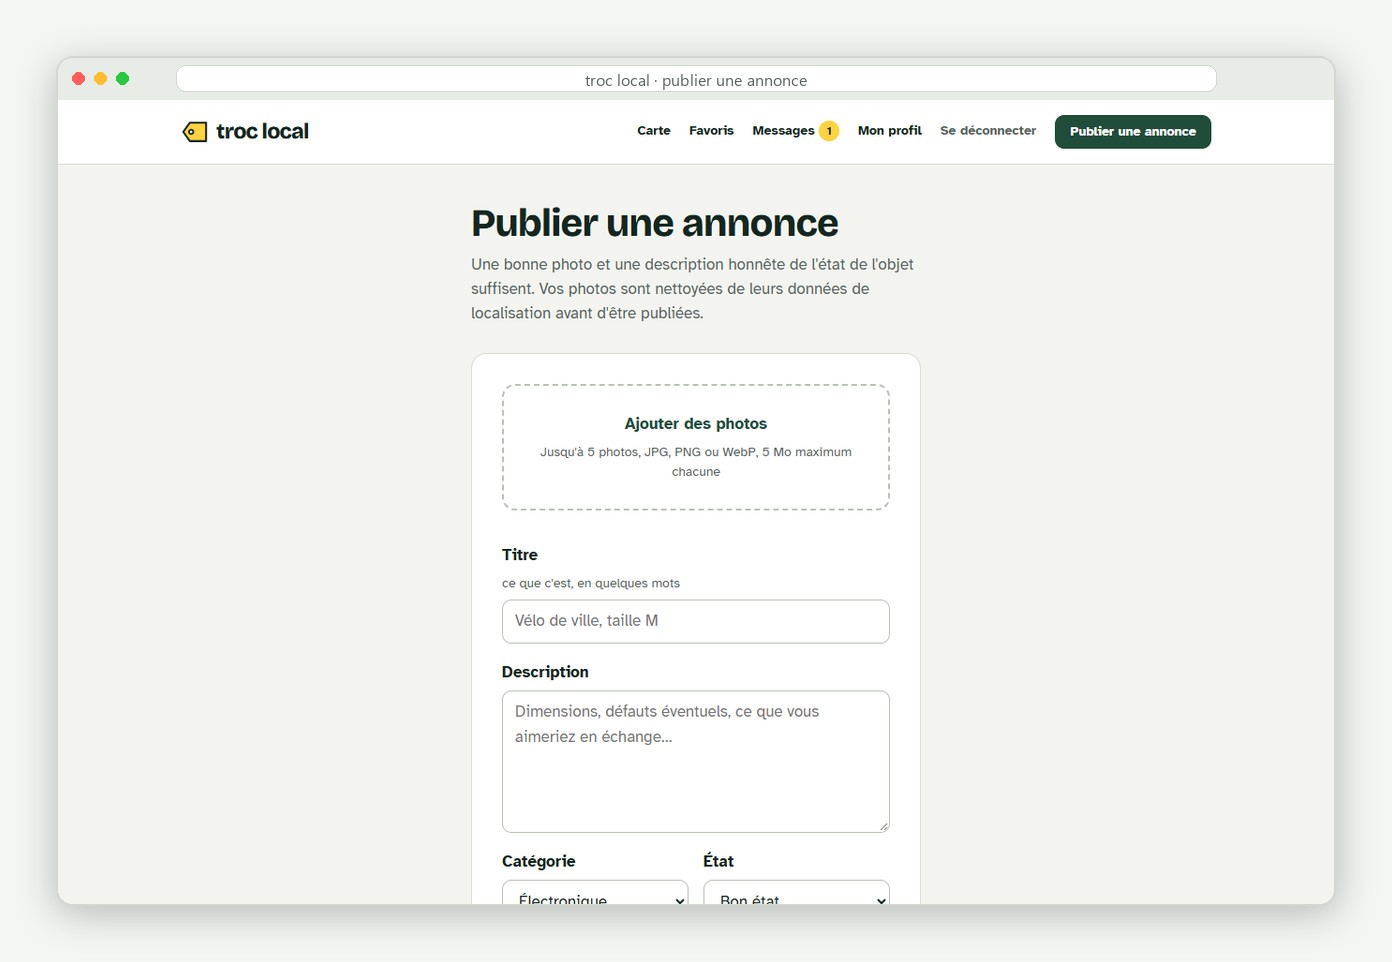 troc local · publier une annonce
troc local
Carte Favoris Messages 1 Mon profil Se déconnecter Publier une annonce
Publier une annonce
Une bonne photo et une description honnête de l'état de l'objet
suffisent. Vos photos sont nettoyées de leurs données de
localisation avant d'être publiées.
Ajouter des photos
Jusqu'à 5 photos, JPG, PNG ou WebP, 5 Mo maximum
chacune
Titre
ce que c'est, en quelques mots
Vélo de ville, taille M
Description
Dimensions, défauts éventuels, ce que vous
aimeriez en échange...
Catégorie État
Électronique Bon état